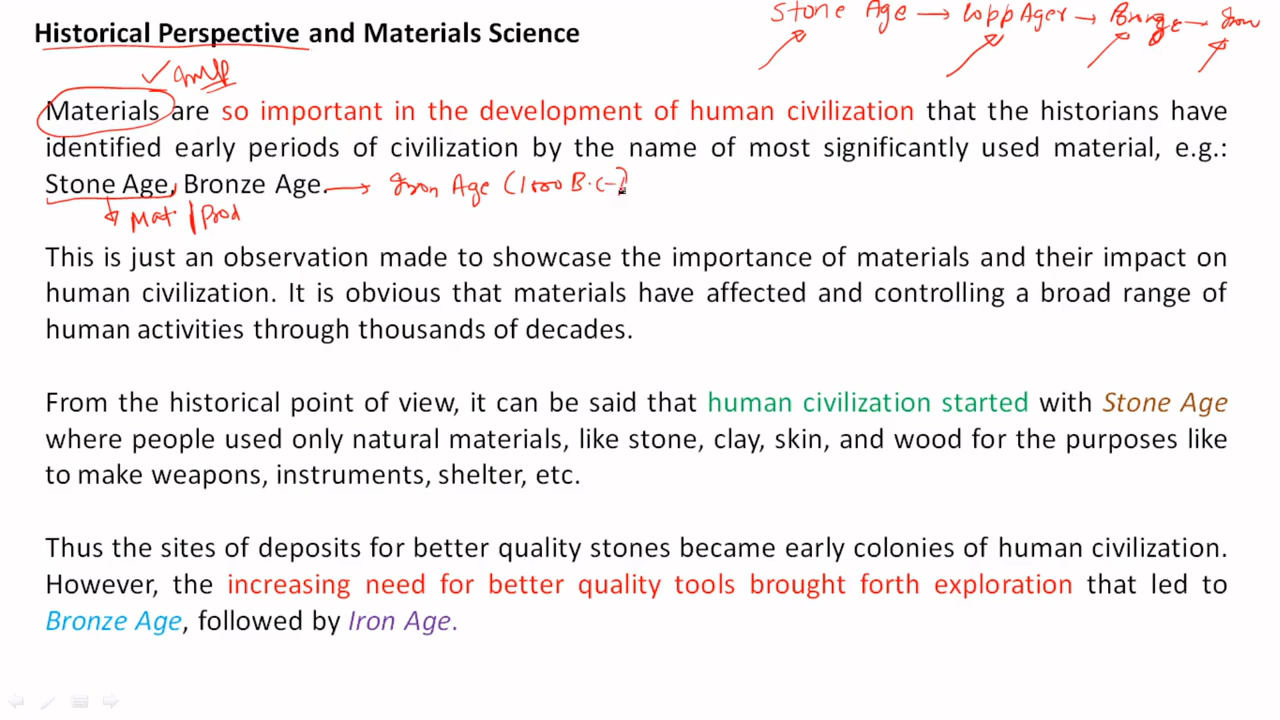 Historical Perspective and Materials Science
Stone Age → Copp Ager → Bronze → Iron
✓ Imp
Materials are so important in the development of human civilization that the historians have
identified early periods of civilization by the name of most significantly used material, e.g.:
Stone Age, Bronze Age. → Iron Age (1000 B.C-)
Mat. | Prod
This is just an observation made to showcase the importance of materials and their impact on
human civilization. It is obvious that materials have affected and controlling a broad range of
human activities through thousands of decades.
From the historical point of view, it can be said that human civilization started with Stone Age
where people used only natural materials, like stone, clay, skin, and wood for the purposes like
to make weapons, instruments, shelter, etc.
Thus the sites of deposits for better quality stones became early colonies of human civilization.
However, the increasing need for better quality tools brought forth exploration that led to
Bronze Age, followed by Iron Age.